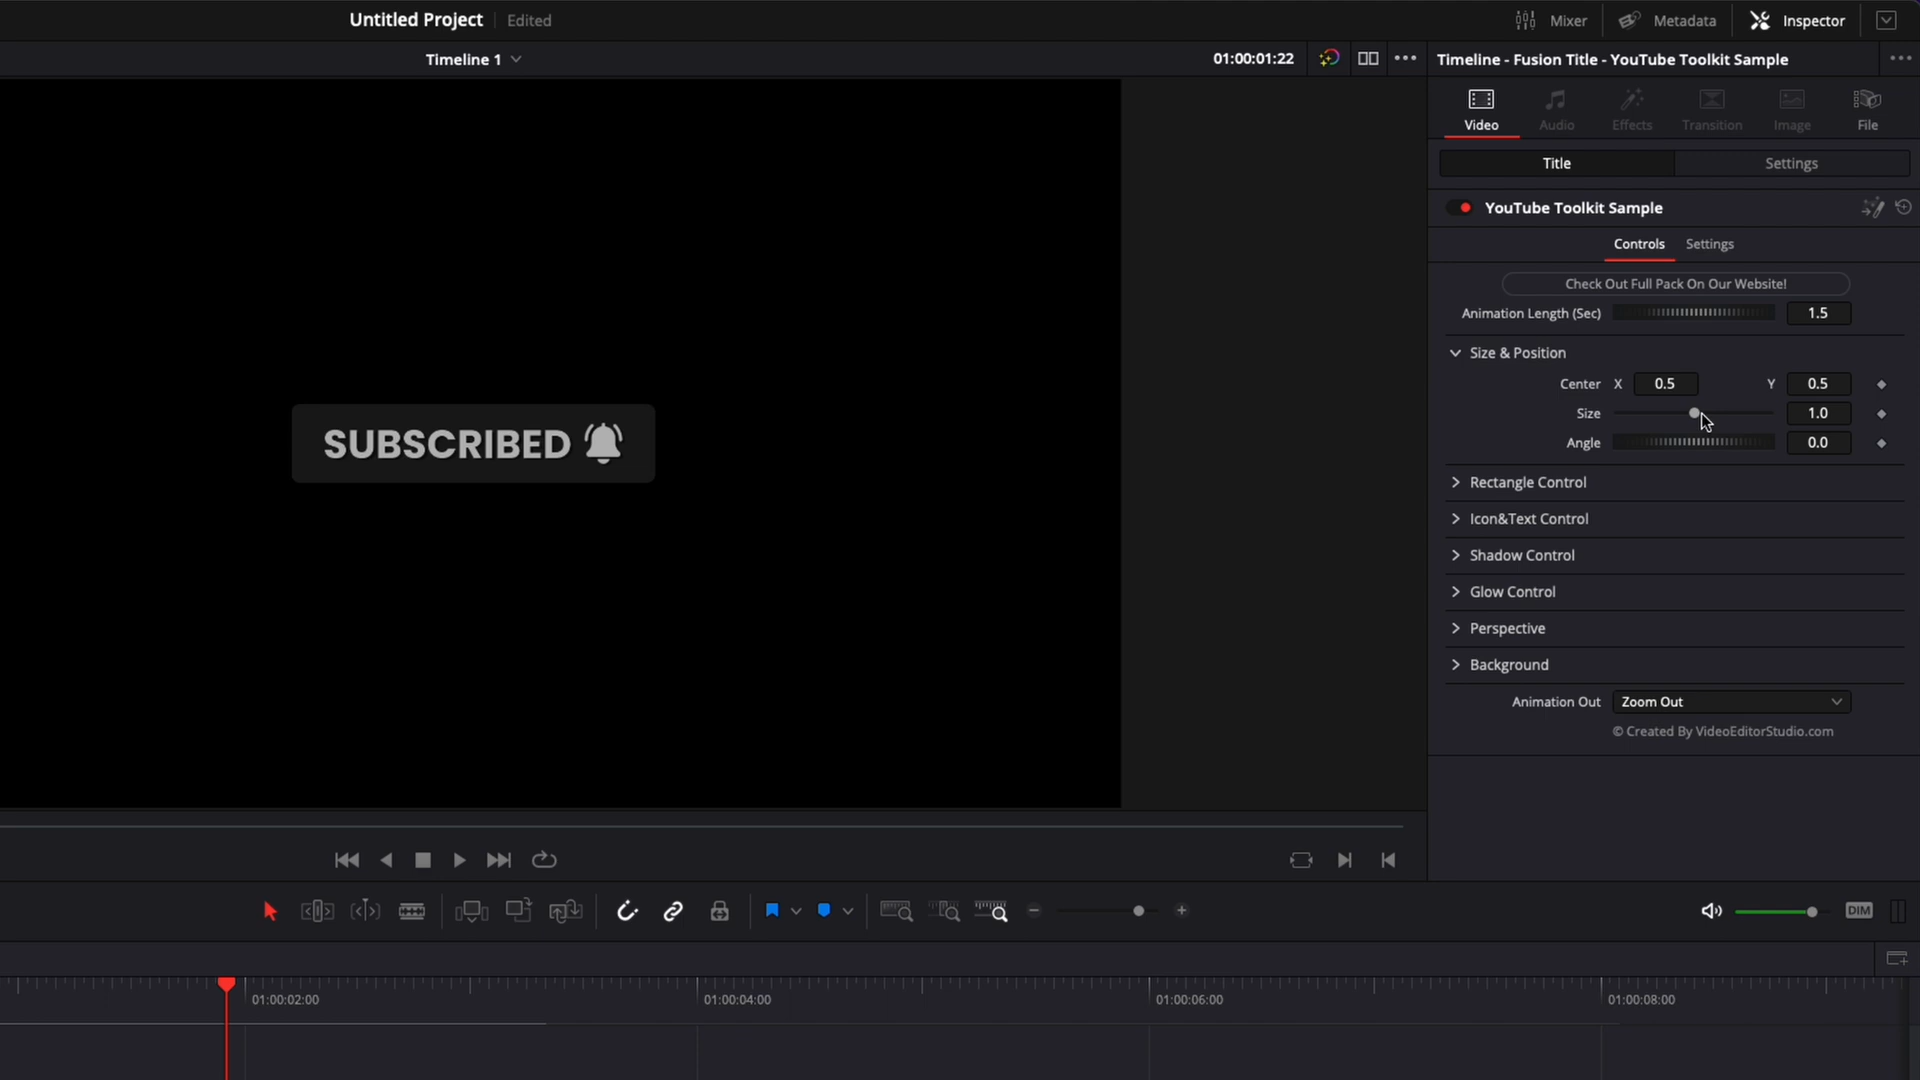 Untitled Project
Edited
Mixer
Metadata
Inspector
Timeline 1
01:00:01:22
Timeline - Fusion Title - YouTube Toolkit Sample
Video
Audio
Effects
Transition
Image
File
Title
Settings
YouTube Toolkit Sample
Controls
Settings
Check Out Full Pack On Our Website!
Animation Length (Sec)
1.5
Size & Position
Center X 0.5 Y 0.5
Size 1.0
Angle 0.0
SUBSCRIBED
Rectangle Control
Icon&Text Control
Shadow Control
Glow Control
Perspective
Background
Animation Out Zoom Out
© Created By VideoEditorStudio.com
DIM
01:00:02:00
01:00:04:00
01:00:06:00
01:00:08:00